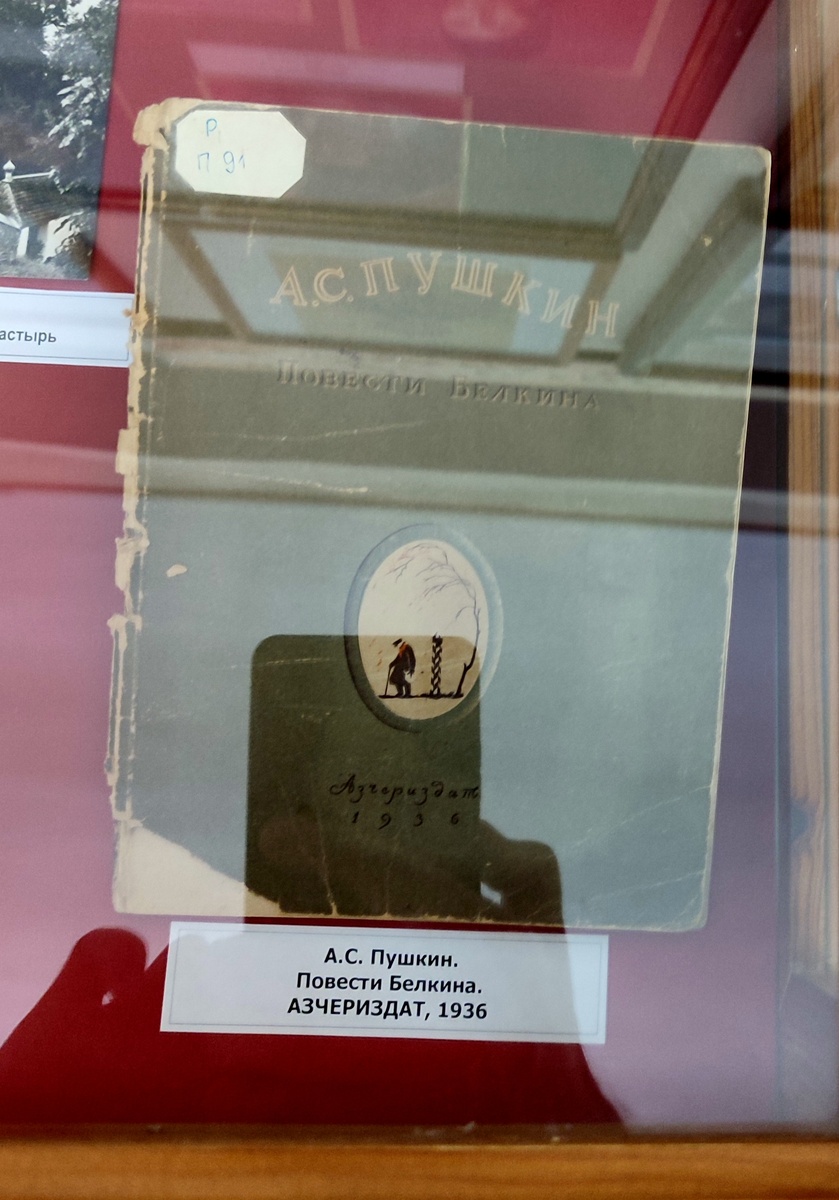 Р
П 91
А.С. ПУШКИН
ПОВЕСТИ БЕЛКИНА
астырь
Азчериздат
1936
А.С. Пушкин.
Повести Белкина.
АЗЧЕРИЗДАТ, 1936